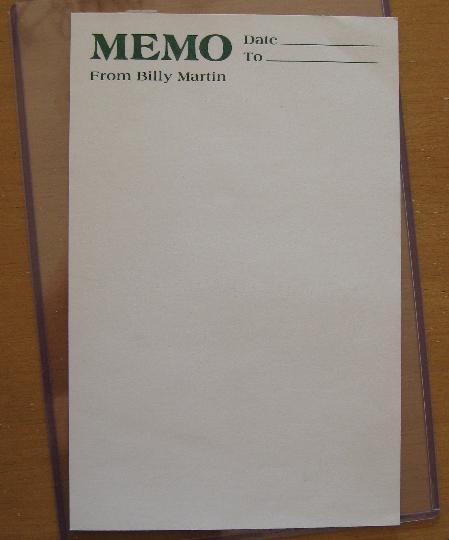 MEMO Date
To
From Billy Martin